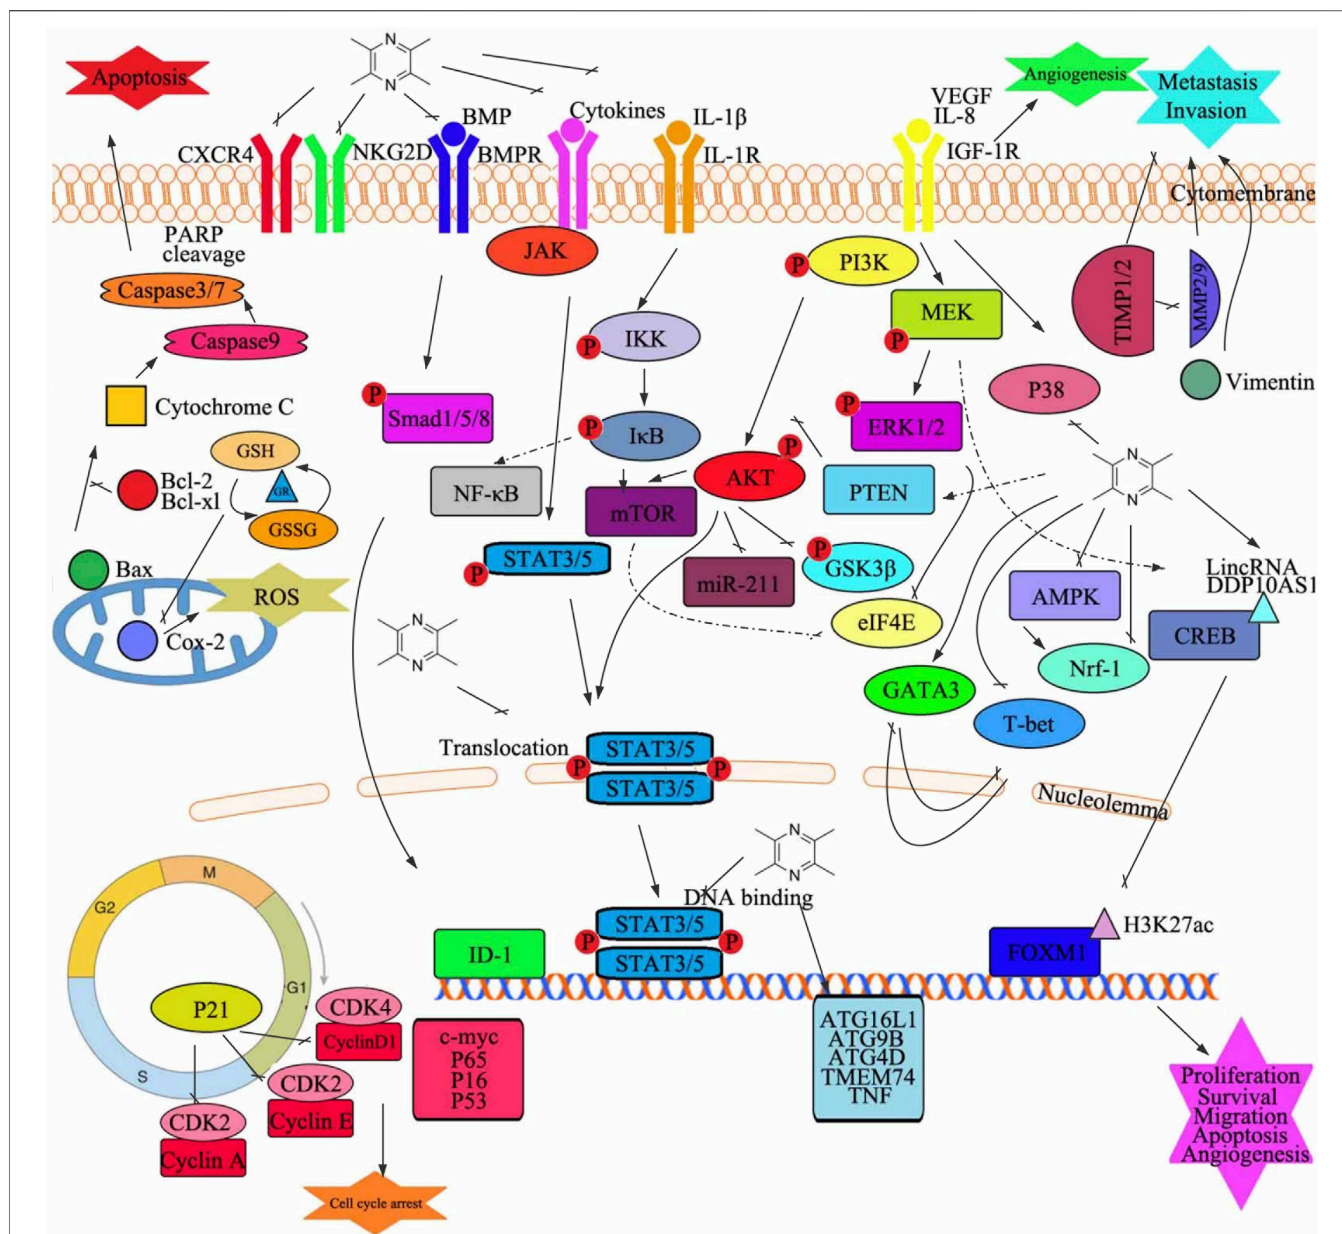 N
N
Apoptosis
Angiogenesis
Metastasis
Invasion
VEGF
IL-8
IGF-1R
BMP
BMPR
Cytokines
IL-1β
IL-1R
CXCR4
NKG2D
Cytomembrane
PARP
cleavage
JAK
P
PI3K
Caspase3/7
MEK
P
TIMP1/2
MMP2/9
Caspase9
IKK
P
P38
Vimentin
Cytochrome C
P
Smad1/5/8
P
IκB
P
ERK1/2
P
AKT
GSH
GR
GSSG
Bcl-2
Bcl-xl
NF-κB
mTOR
PTEN
N
N
Bax
ROS
Cox-2
STAT3/5
P
miR-211
P
GSK3β
eIF4E
AMPK
LincRNA
DDP10AS1
CREB
Nrf-1
N
N
GATA3
T-bet
Translocation
STAT3/5
P
P
STAT3/5
Nucleolemma
N
N
DNA binding
M
G2
G1
S
P21
CDK4
CyclinD1
CDK2
Cyclin E
CDK2
Cyclin A
Cell cycle arrest
ID-1
STAT3/5
P
P
STAT3/5
H3K27ac
FOXM1
c-myc
P65
P16
P53
ATG16L1
ATG9B
ATG4D
TMEM74
TNF
Proliferation
Survival
Migration
Apoptosis
Angiogenesis